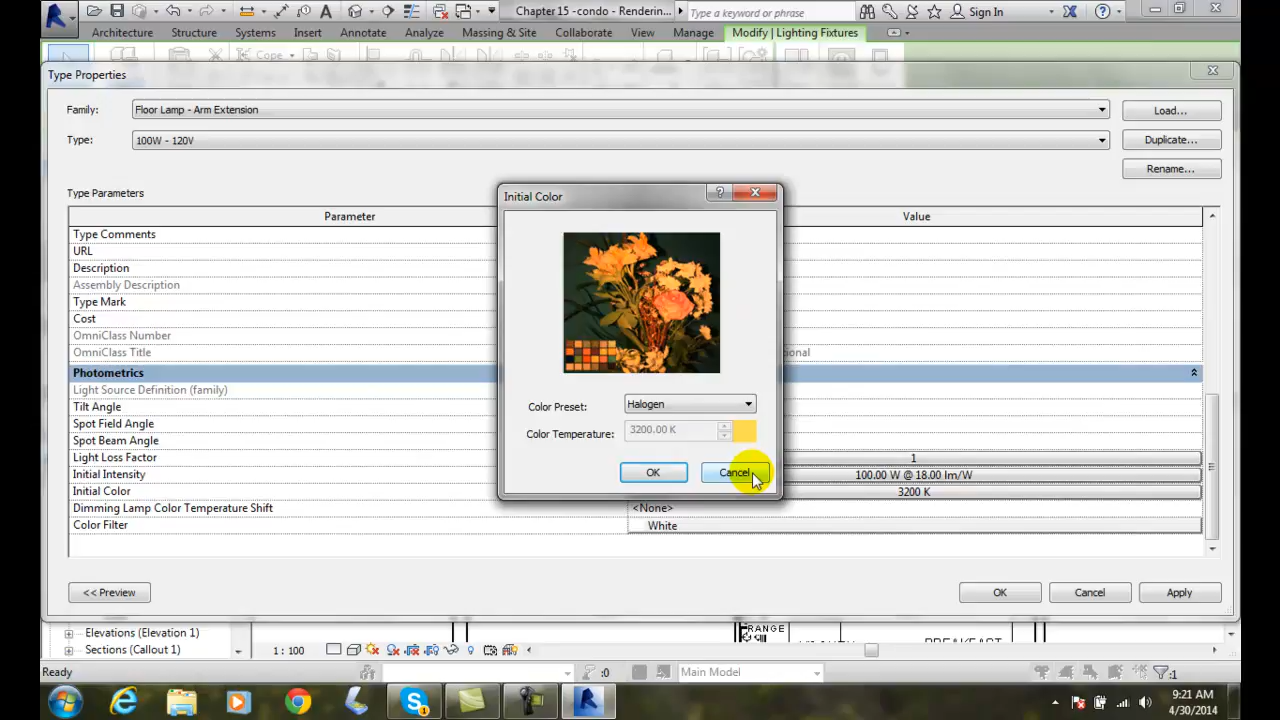 Chapter 15 -condo - Renderin...
Type a keyword or phrase
Sign In
Architecture Structure Systems Insert Annotate Analyze Massing & Site Collaborate View Manage Modify | Lighting Fixtures
Cope
Type Properties
Family: Floor Lamp - Arm Extension Load...
Type: 100W - 120V Duplicate...
Rename...
Type Parameters
Parameter Value
Type Comments
URL
Description
Assembly Description
Type Mark
Cost
OmniClass Number
OmniClass Title
Photometrics
Light Source Definition (family)
Tilt Angle
Spot Field Angle
Spot Beam Angle
Light Loss Factor 1
Initial Intensity 100.00 W @ 18.00 lm/W
Initial Color 3200 K
Dimming Lamp Color Temperature Shift <None>
Color Filter White
Initial Color
Color Preset: Halogen
Color Temperature: 3200.00 K
OK Cancel
<< Preview OK Cancel Apply
Elevations (Elevation 1)
Sections (Callout 1)
RANGE
1 : 100
Ready
:0
Main Model
:1
9:21 AM
4/30/2014